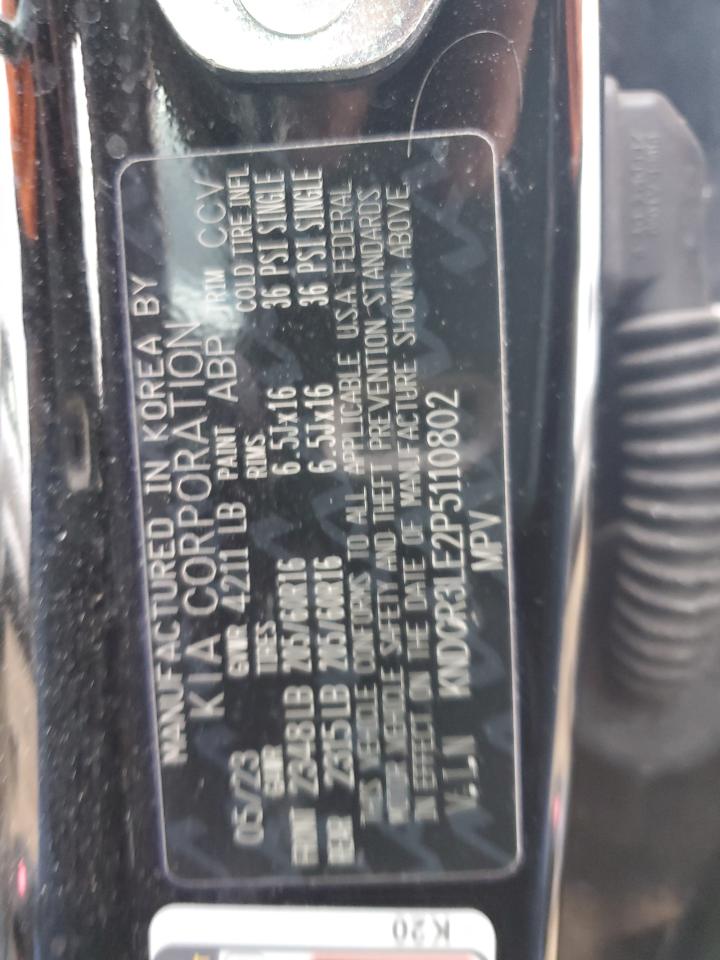 MANUFACTURED IN KOREA BY
KIA CORPORATION
05/23 GVWR 4211 LB PAINT ABP TRIM CCV
GAWR TIRES RIMS COLD TIRE INFL
FRONT 2348LB 205/60R16 6.5Jx16 36 PSI SINGLE
REAR 2315LB 205/60R16 6.5Jx16 36 PSI SINGLE
THIS VEHICLE CONFORMS TO ALL APPLICABLE U.S.A. FEDERAL
MOTOR VEHICLE SAFETY AND THEFT PREVENTION STANDARDS
IN EFFECT ON THE DATE OF MANUFACTURE SHOWN ABOVE.
V.I.N KNDCR3LE2P5110802
MPV
K20